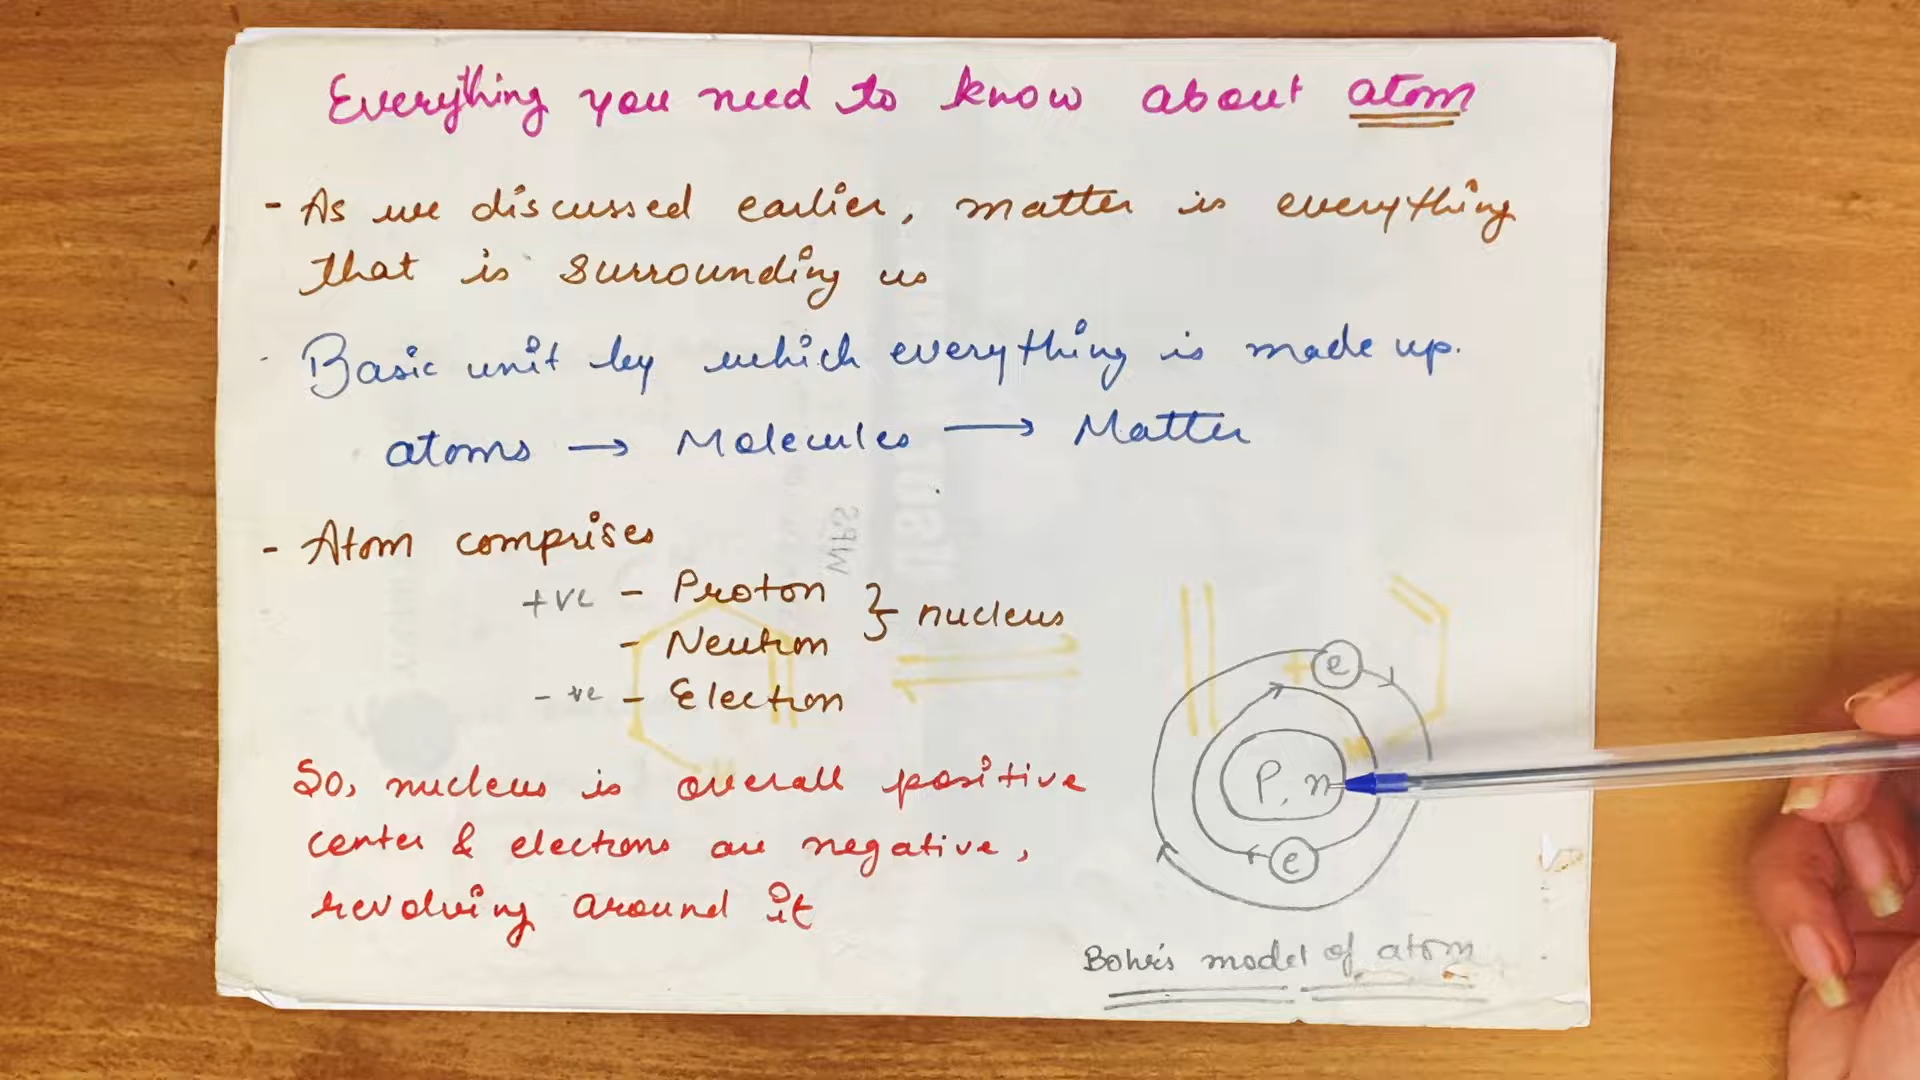 Everything you need to know about atom
- As we discussed earlier, matter is everything
that is surrounding us
- Basic unit by which everything is made up.
atoms → Molecules → Matter
- Atom comprises
+ve - Proton } nucleus
- Neutron
-ve - Electron
So, nucleus is overall positive
center & electrons are negative,
revolving around it
e
P, n
e
Bohr's model of atom
WPS